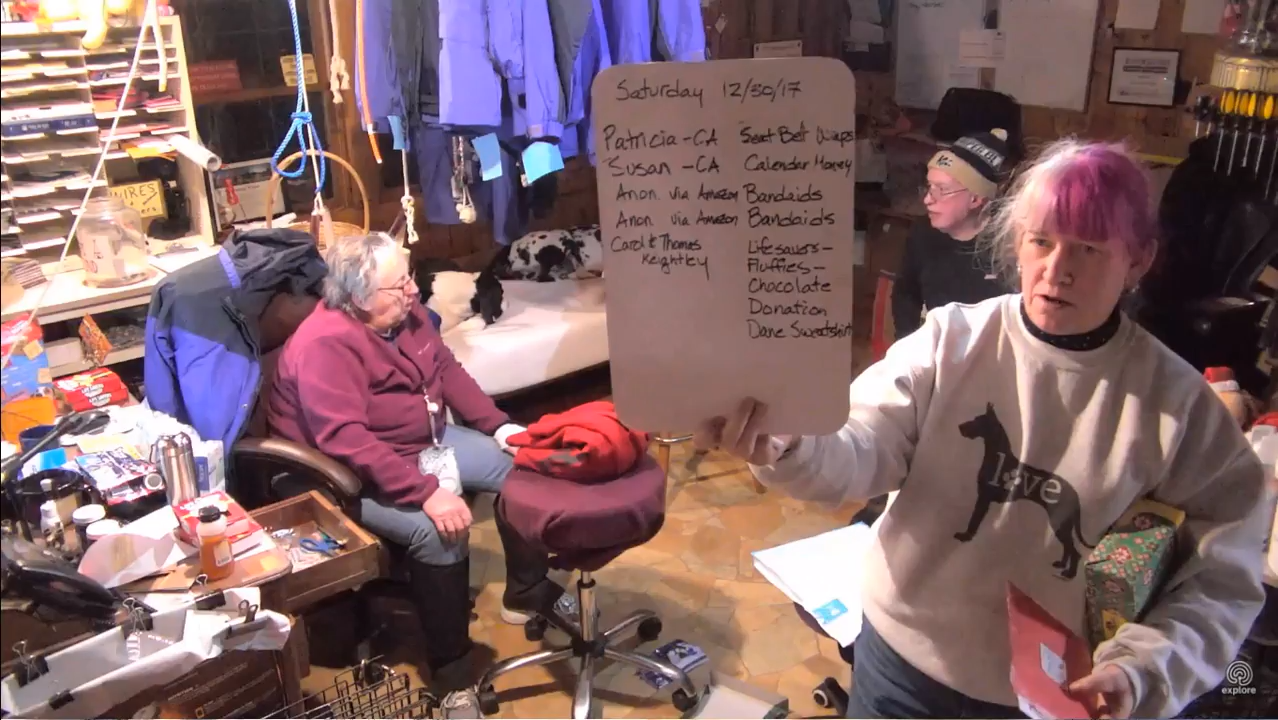 Saturday 12/30/17
Patricia - CA Seat Belt Wraps
Susan - CA Calendar Money
Anon. via Amazon Bandaids
Anon. via Amazon Bandaids
Carol & Thomas Keightley
Lifesavers -
Fluffies -
Chocolate
Donation
Dane Sweatshirt
WIRES
love
explore